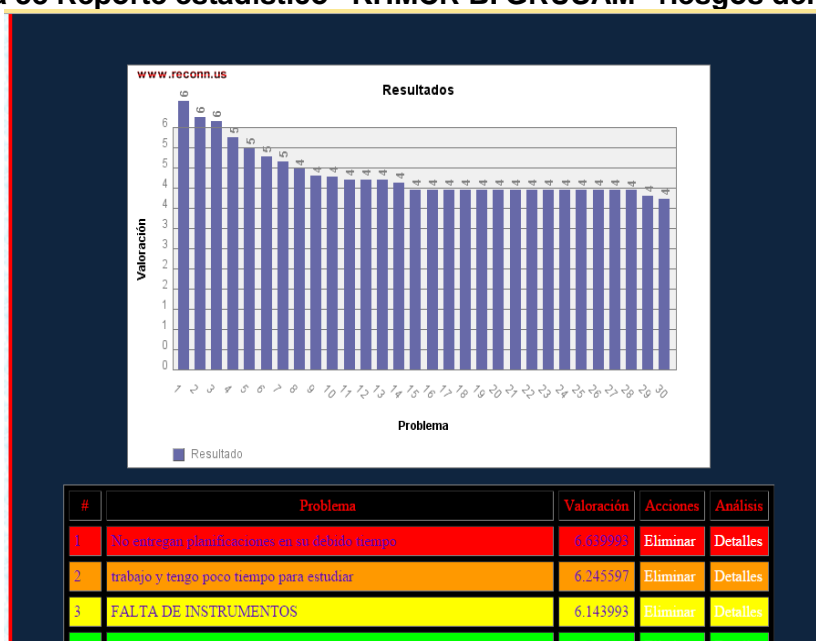 Reporte estadístico
www.reconn.us
Resultados
6 6 6 5 5 5 5 4 4 4 4 4 4 4 4 4 4 4 4 4 4 4 4 4 4 4 4 4 4 4
6
5
5
4
4
3
3
2
2
1
1
0
0
Valoración
1 2 3 4 5 6 7 8 9 10 11 12 13 14 15 16 17 18 19 20 21 22 23 24 25 26 27 28 29 30
Problema
Resultado
# Problema Valoración Acciones Análisis
1 No entregan planificaciones en su debido tiempo 6.639993 Eliminar Detalles
2 trabajo y tengo poco tiempo para estudiar 6.245597 Eliminar Detalles
3 FALTA DE INSTRUMENTOS 6.143993 Eliminar Detalles